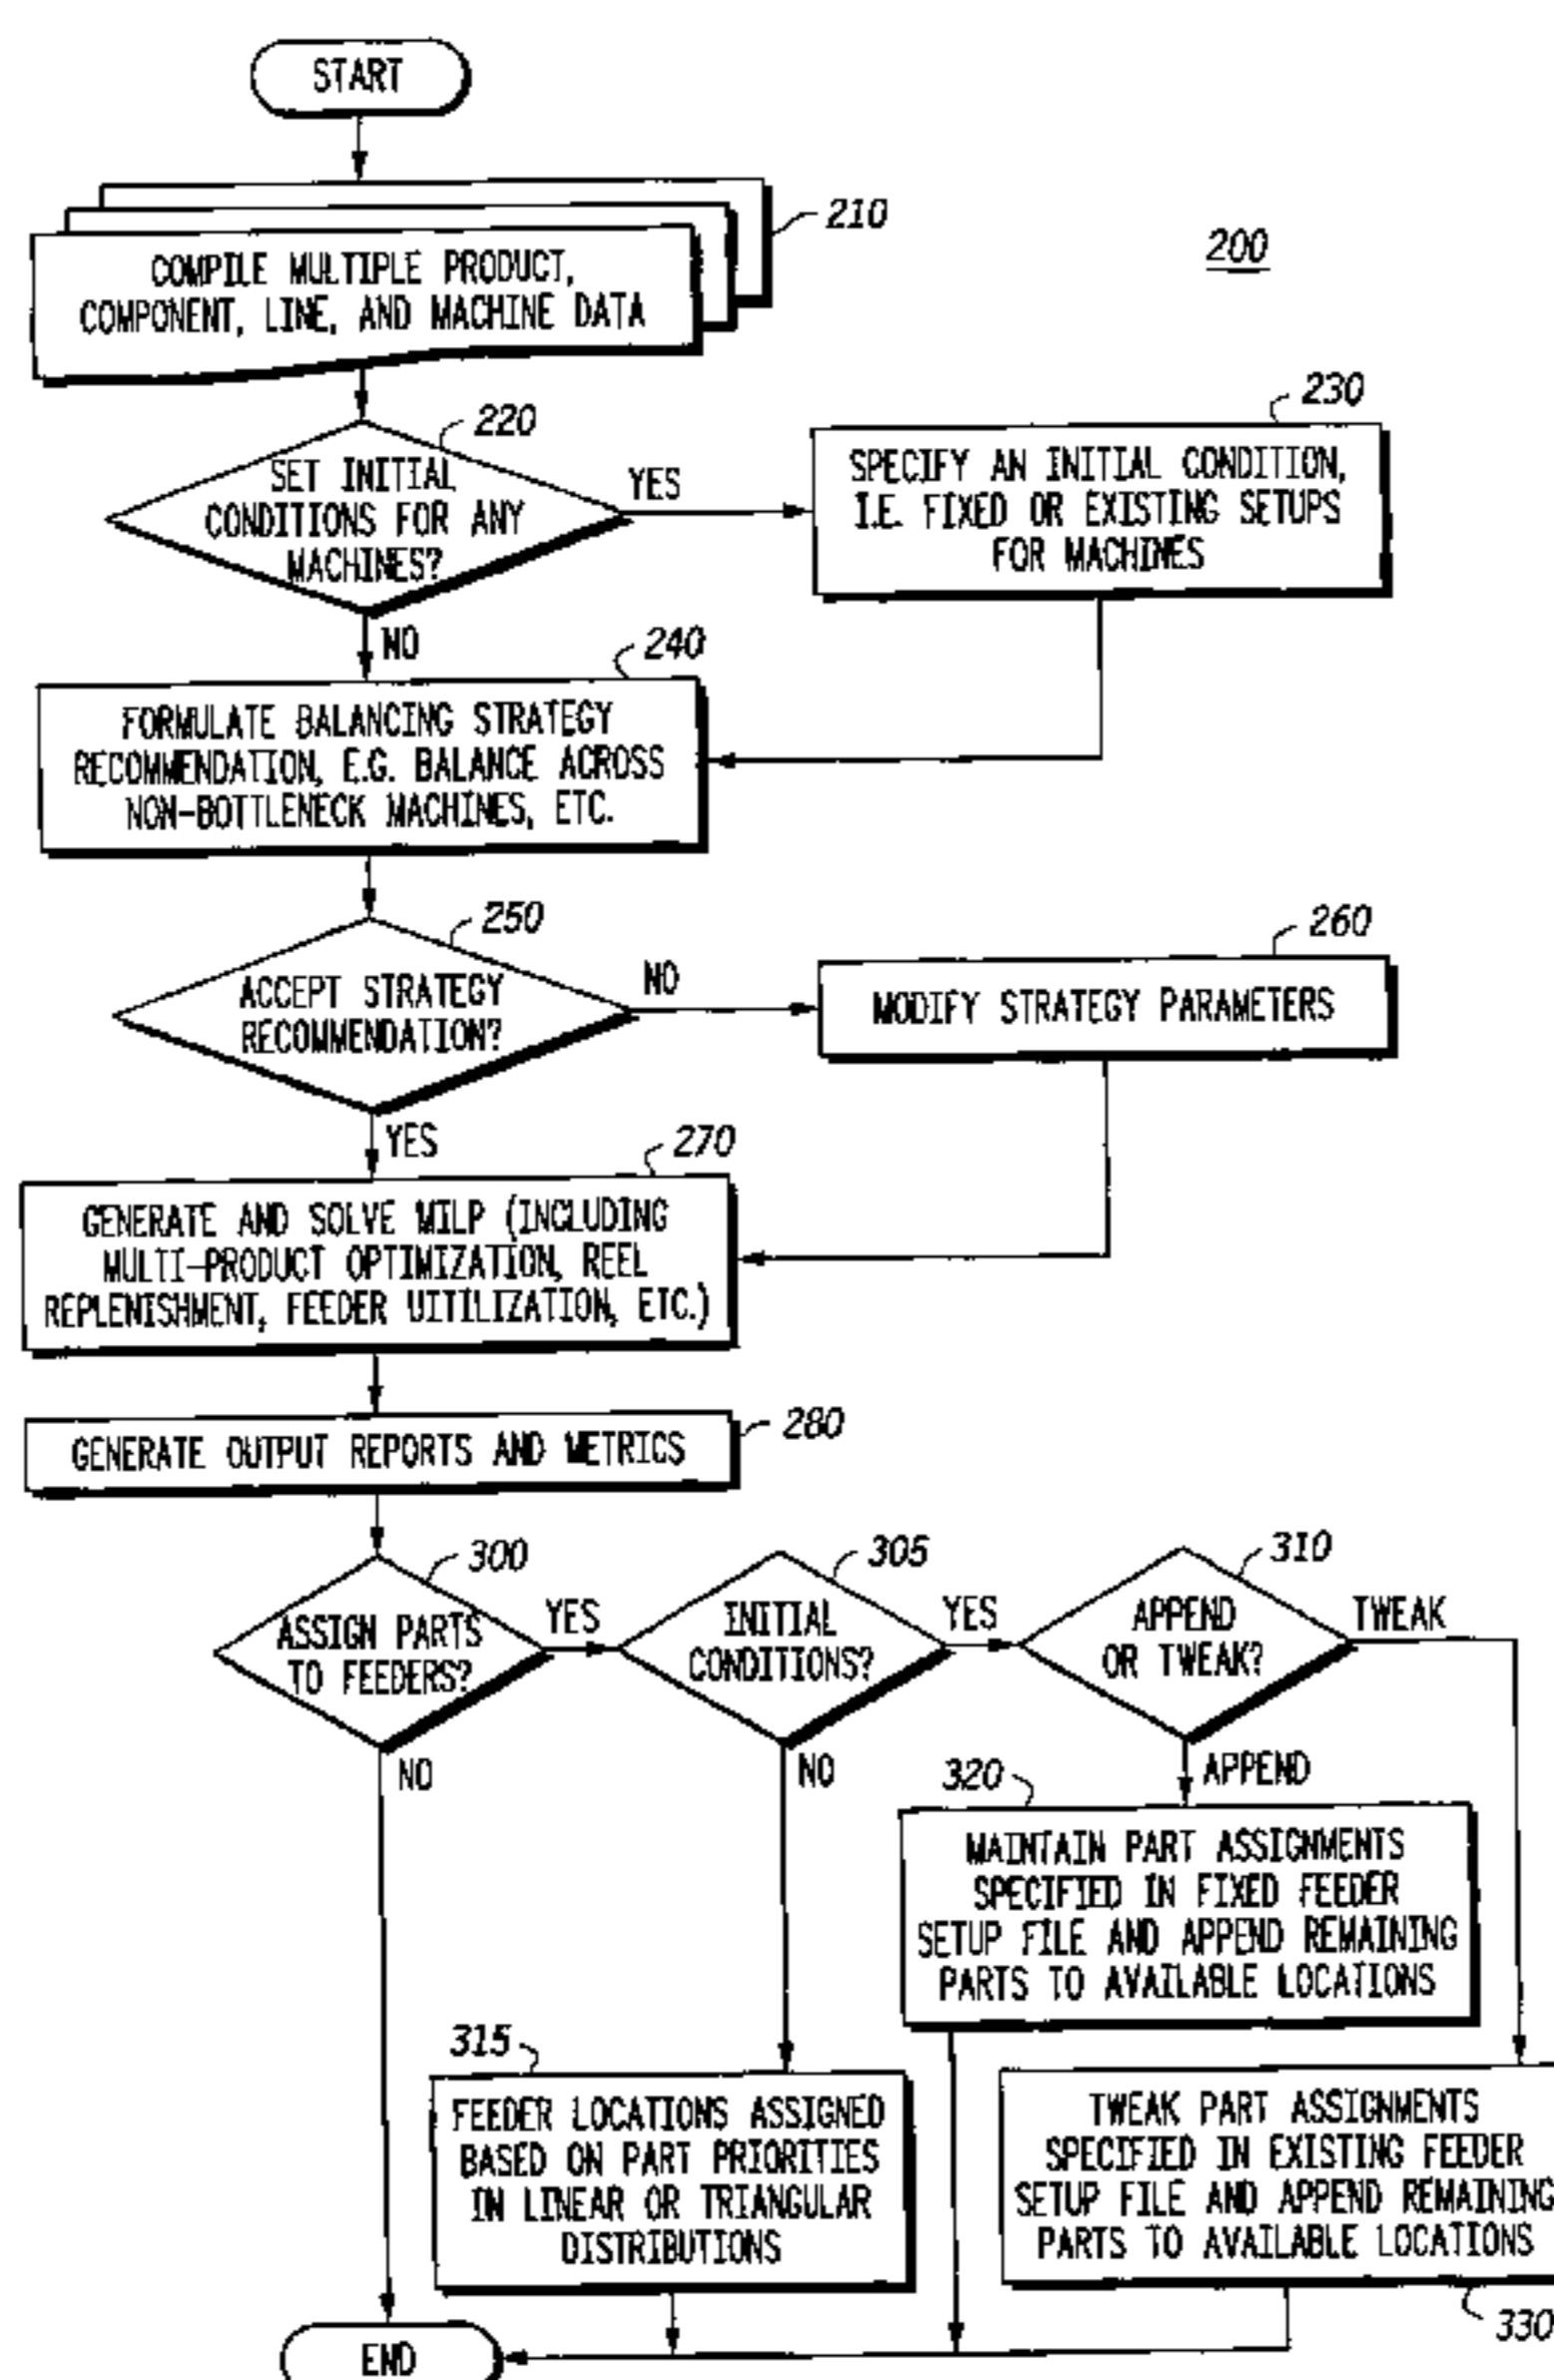 START
210
200
COMPILE MULTIPLE PRODUCT,
COMPONENT, LINE, AND MACHINE DATA
220
SET INITIAL
CONDITIONS FOR ANY
MACHINES?
YES
NO
230
SPECIFY AN INITIAL CONDITION,
I.E. FIXED OR EXISTING SETUPS
FOR MACHINES
240
FORMULATE BALANCING STRATEGY
RECOMMENDATION, E.G. BALANCE ACROSS
NON-BOTTLENECK MACHINES, ETC.
250
ACCEPT STRATEGY
RECOMMENDATION?
NO
YES
260
MODIFY STRATEGY PARAMETERS
270
GENERATE AND SOLVE MILP (INCLUDING
MULTI-PRODUCT OPTIMIZATION, REEL
REPLENISHMENT, FEEDER UITILIZATION, ETC.)
280
GENERATE OUTPUT REPORTS AND METRICS
300
ASSIGN PARTS
TO FEEDERS?
YES
NO
305
INITIAL
CONDITIONS?
YES
NO
310
APPEND
OR TWEAK?
TWEAK
APPEND
320
MAINTAIN PART ASSIGNMENTS
SPECIFIED IN FIXED FEEDER
SETUP FILE AND APPEND REMAINING
PARTS TO AVAILABLE LOCATIONS
315
FEEDER LOCATIONS ASSIGNED
BASED ON PART PRIORITIES
IN LINEAR OR TRIANGULAR
DISTRIBUTIONS
TWEAK PART ASSIGNMENTS
SPECIFIED IN EXISTING FEEDER
SETUP FILE AND APPEND REMAINING
PARTS TO AVAILABLE LOCATIONS
330
END